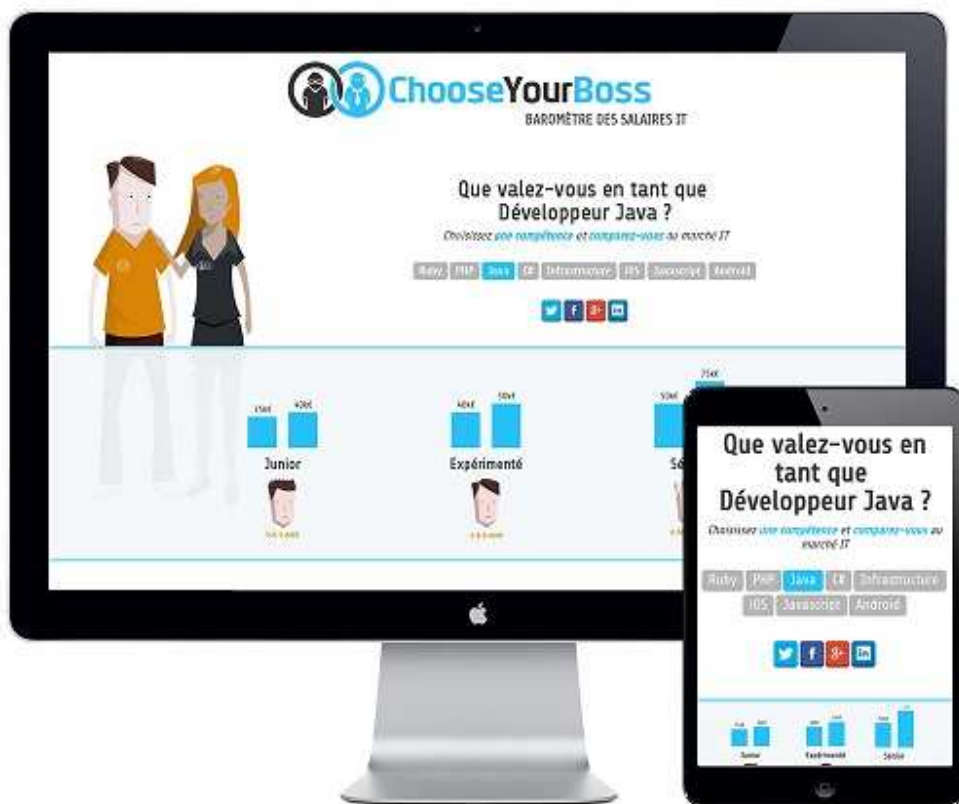 ChooseYourBoss
BAROMÈTRE DES SALAIRES IT
Que valez-vous en tant que
Développeur Java ?
Choisissez une compétence et comparez-vous au marché IT
Ruby PHP Java C# Infrastructure IOS Javascript Android
40k€
40k€ 50k€
50k€ 75k€
Junior Expérimenté Sé
Que valez-vous en
tant que
Développeur Java ?
Choisissez une compétence et comparez-vous au
marché IT
Ruby PHP Java C# Infrastructure
IOS Javascript Android
Junior Expérimenté Sénior